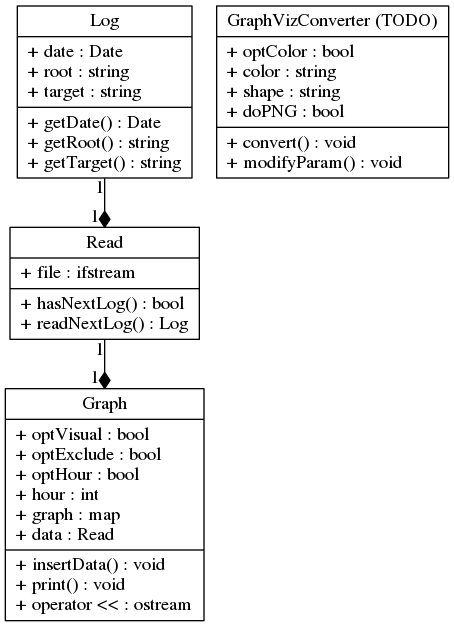 Log
+ date : Date
+ root : string
+ target : string
+ getDate() : Date
+ getRoot() : string
+ getTarget() : string
GraphVizConverter (TODO)
+ optColor : bool
+ color : string
+ shape : string
+ doPNG : bool
+ convert() : void
+ modifyParam() : void
1
1
Read
+ file : ifstream
+ hasNextLog() : bool
+ readNextLog() : Log
1
1
Graph
+ optVisual : bool
+ optExclude : bool
+ optHour : bool
+ hour : int
+ graph : map
+ data : Read
+ insertData() : void
+ print() : void
+ operator << : ostream